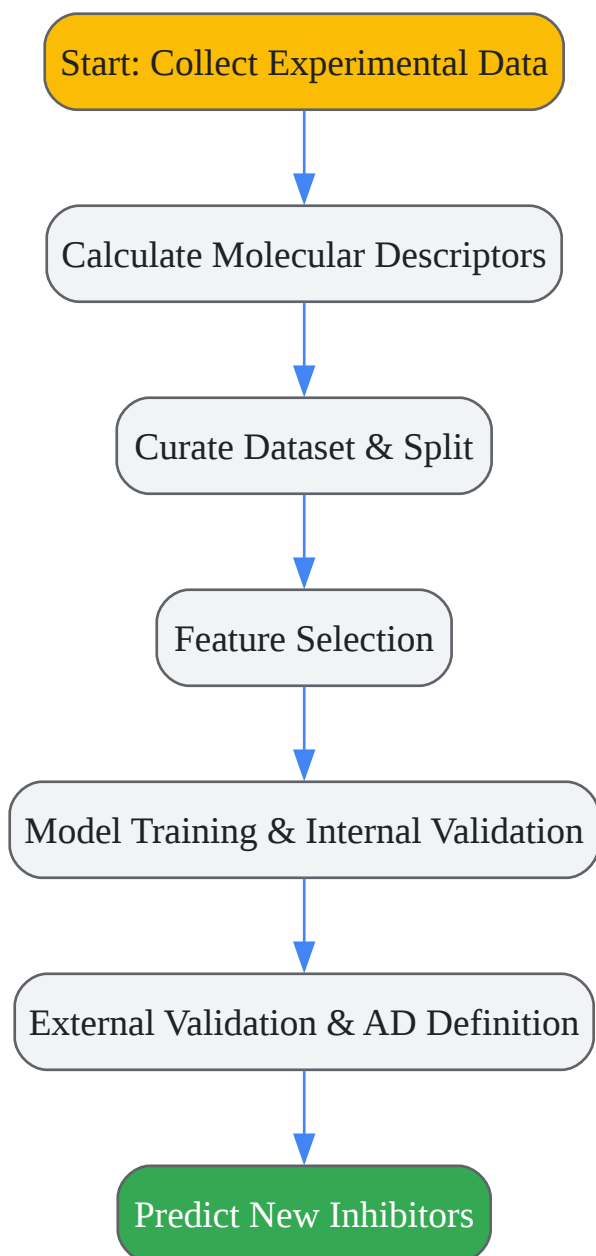 Start: Collect Experimental Data
Calculate Molecular Descriptors
Curate Dataset & Split
Feature Selection
Model Training & Internal Validation
External Validation & AD Definition
Predict New Inhibitors